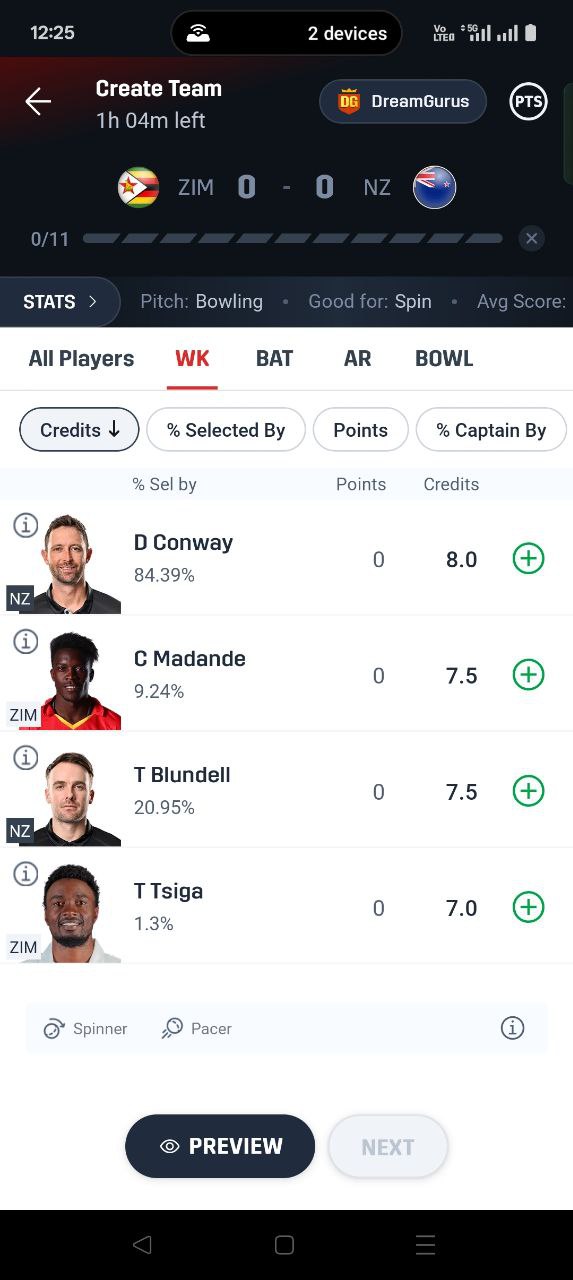 12:25 2 devices Vo LTE 5G
Create Team
1h 04m left
DG DreamGurus PTS
ZIM 0 - 0 NZ
0/11
STATS > Pitch: Bowling • Good for: Spin • Avg Score:
All Players WK BAT AR BOWL
Credits ↓ % Selected By Points % Captain By
% Sel by Points Credits
D Conway
84.39% 0 8.0
NZ
C Madande
9.24% 0 7.5
ZIM
T Blundell
20.95% 0 7.5
NZ
T Tsiga
1.3% 0 7.0
ZIM
Spinner Pacer
PREVIEW NEXT